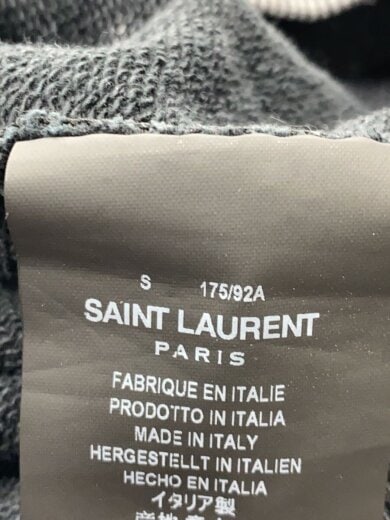 S 175/92A
SAINT LAURENT
PARIS
FABRIQUE EN ITALIE
PRODOTTO IN ITALIA
MADE IN ITALY
HERGESTELLT IN ITALIEN
HECHO EN ITALIA
イタリア製